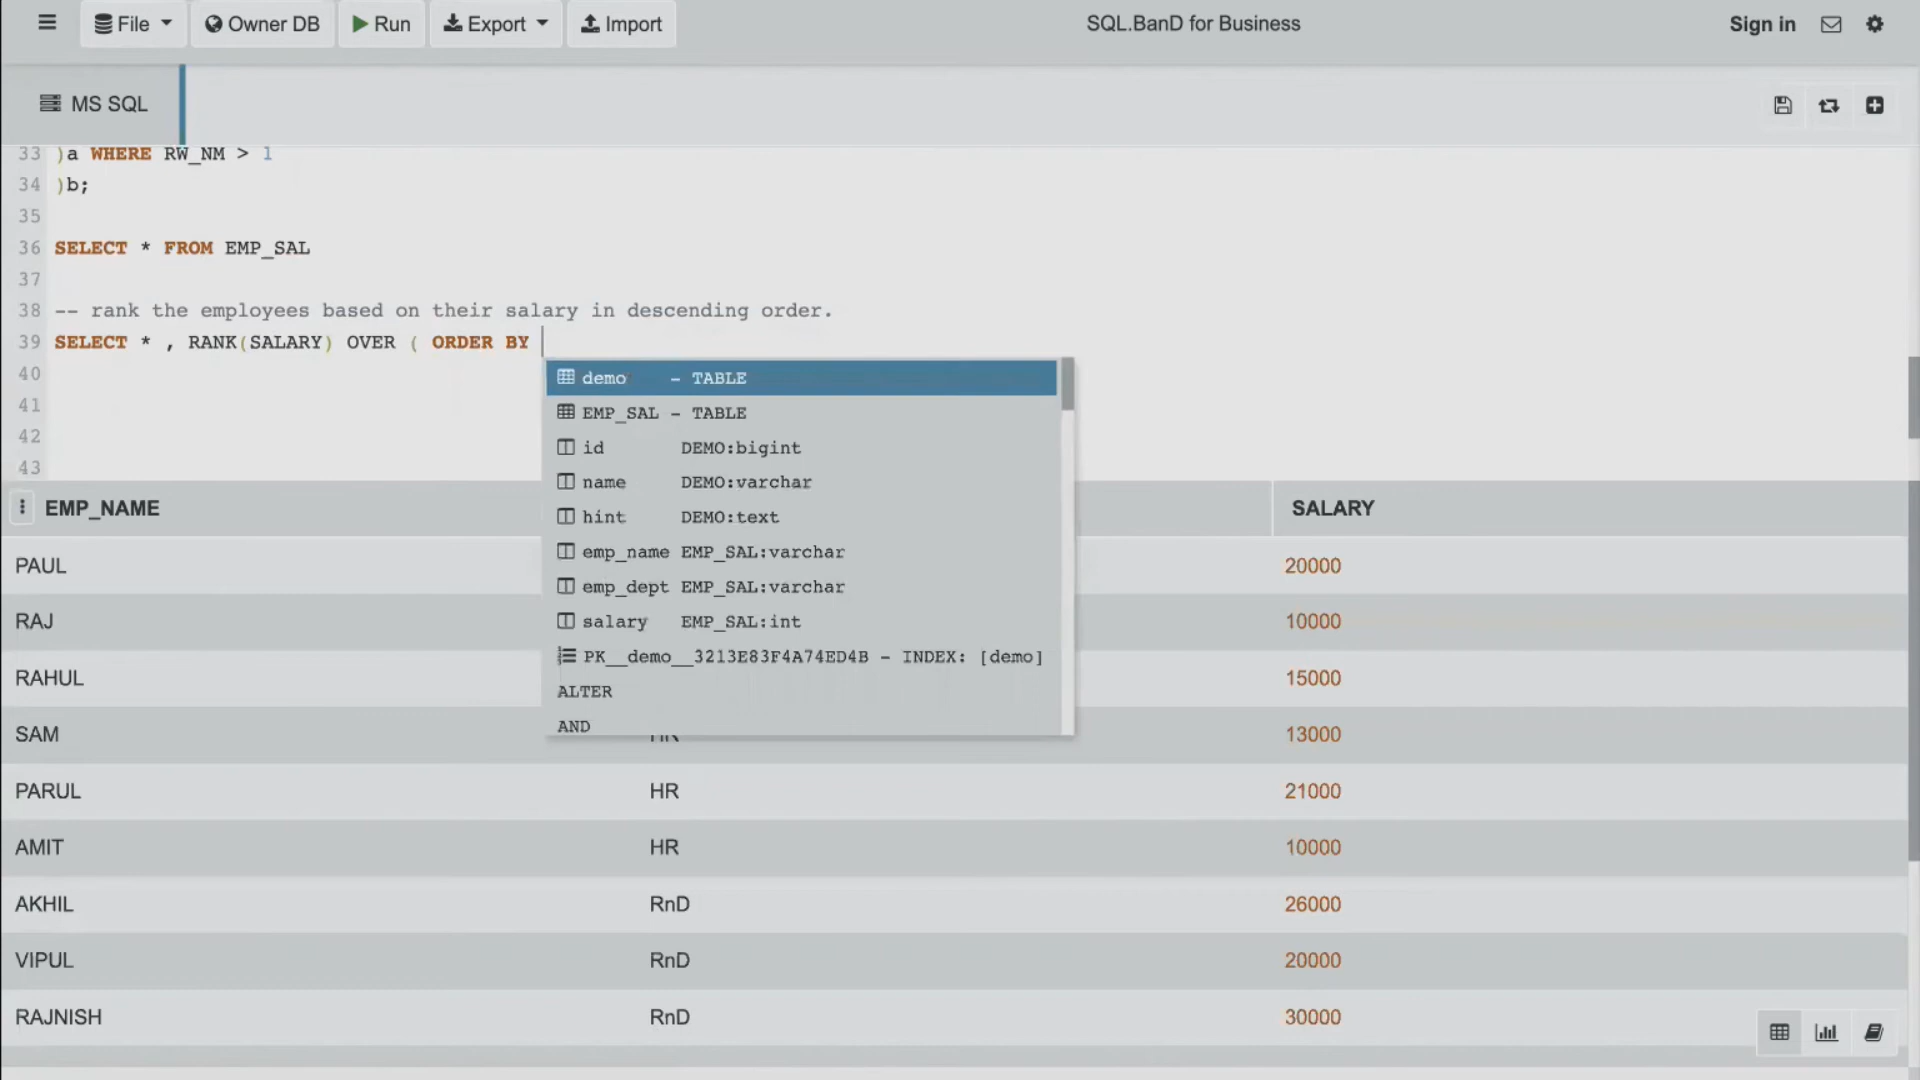 File Owner DB Run Export Import SQL.BanD for Business Sign in
MS SQL
33 )a WHERE RW_NM > 1
34 )b;
35
36 SELECT * FROM EMP_SAL
37
38 -- rank the employees based on their salary in descending order.
39 SELECT * , RANK(SALARY) OVER ( ORDER BY
40
41
42
43
demo - TABLE
EMP_SAL - TABLE
id DEMO:bigint
name DEMO:varchar
hint DEMO:text
emp_name EMP_SAL:varchar
emp_dept EMP_SAL:varchar
salary EMP_SAL:int
PK__demo__3213E83F4A74ED4B - INDEX: [demo]
ALTER
AND
EMP_NAME SALARY
PAUL 20000
RAJ 10000
RAHUL 15000
SAM HR 13000
PARUL HR 21000
AMIT HR 10000
AKHIL RnD 26000
VIPUL RnD 20000
RAJNISH RnD 30000